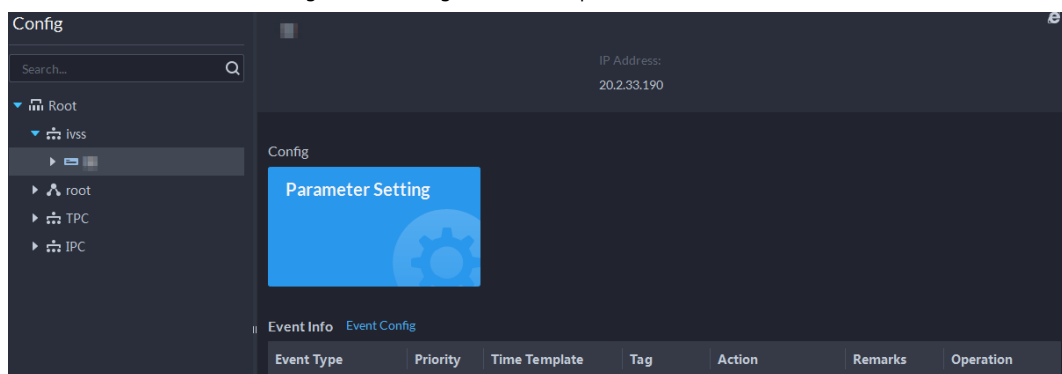 Config
Search...
Root
ivss
root
TPC
IPC
IP Address:
20.2.33.190
Config
Parameter Setting
Event Info Event Config
Event Type Priority Time Template Tag Action Remarks Operation